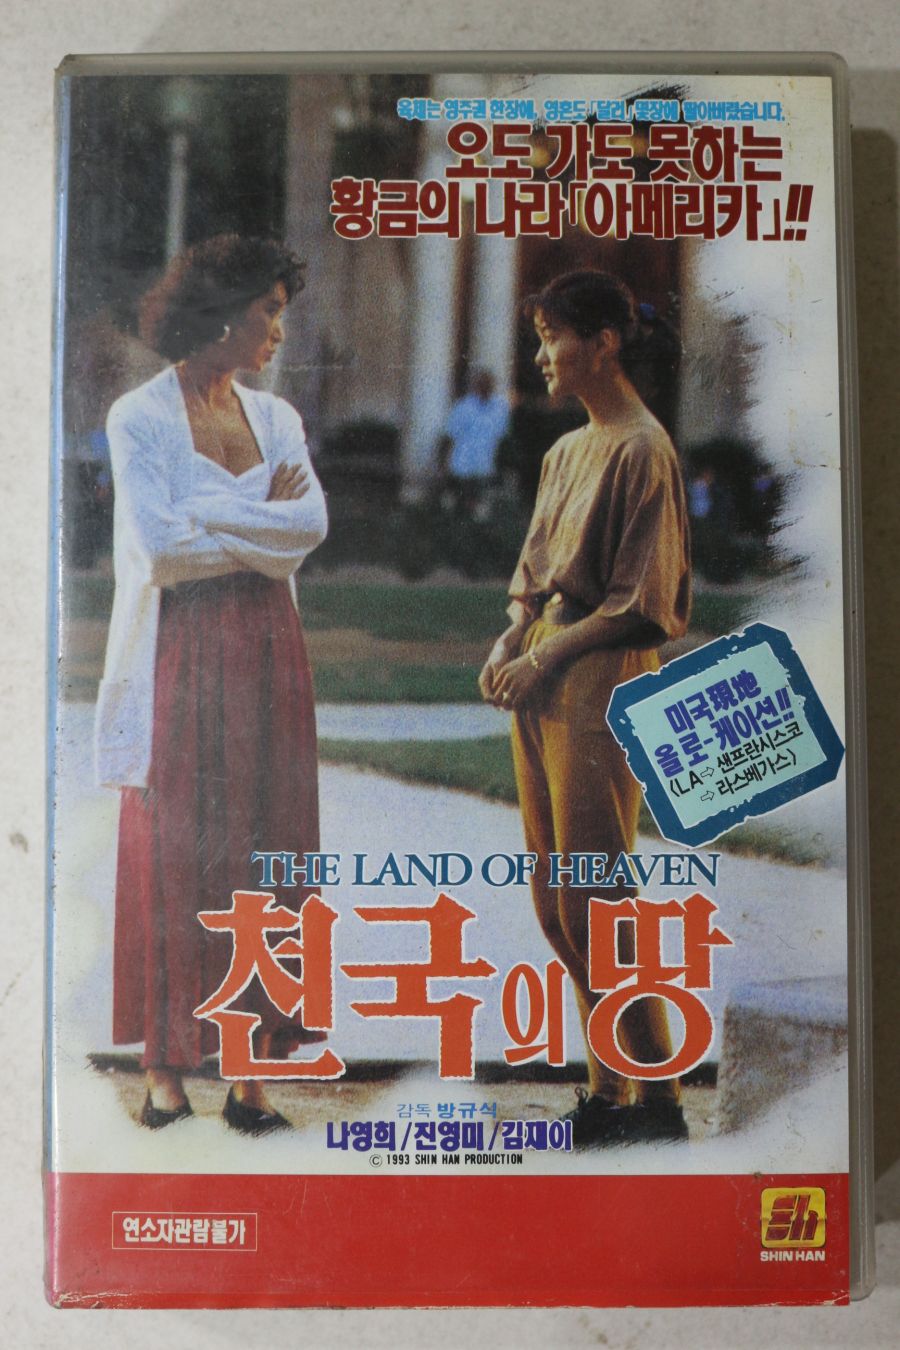 육체는 영주권 한장에, 영혼도 「달러」 몇장에 팔아버렸습니다.
오도 가도 못하는
황금의 나라「아메리카」!!
미국現地
올로-케이션!!
<LA⇨샌프란시스코
⇨라스베가스>
THE LAND OF HEAVEN
천국의 땅
감독 방규식
나영희/진영미/김재이
© 1993 SHIN HAN PRODUCTION
연소자관람불가
SHIN HAN